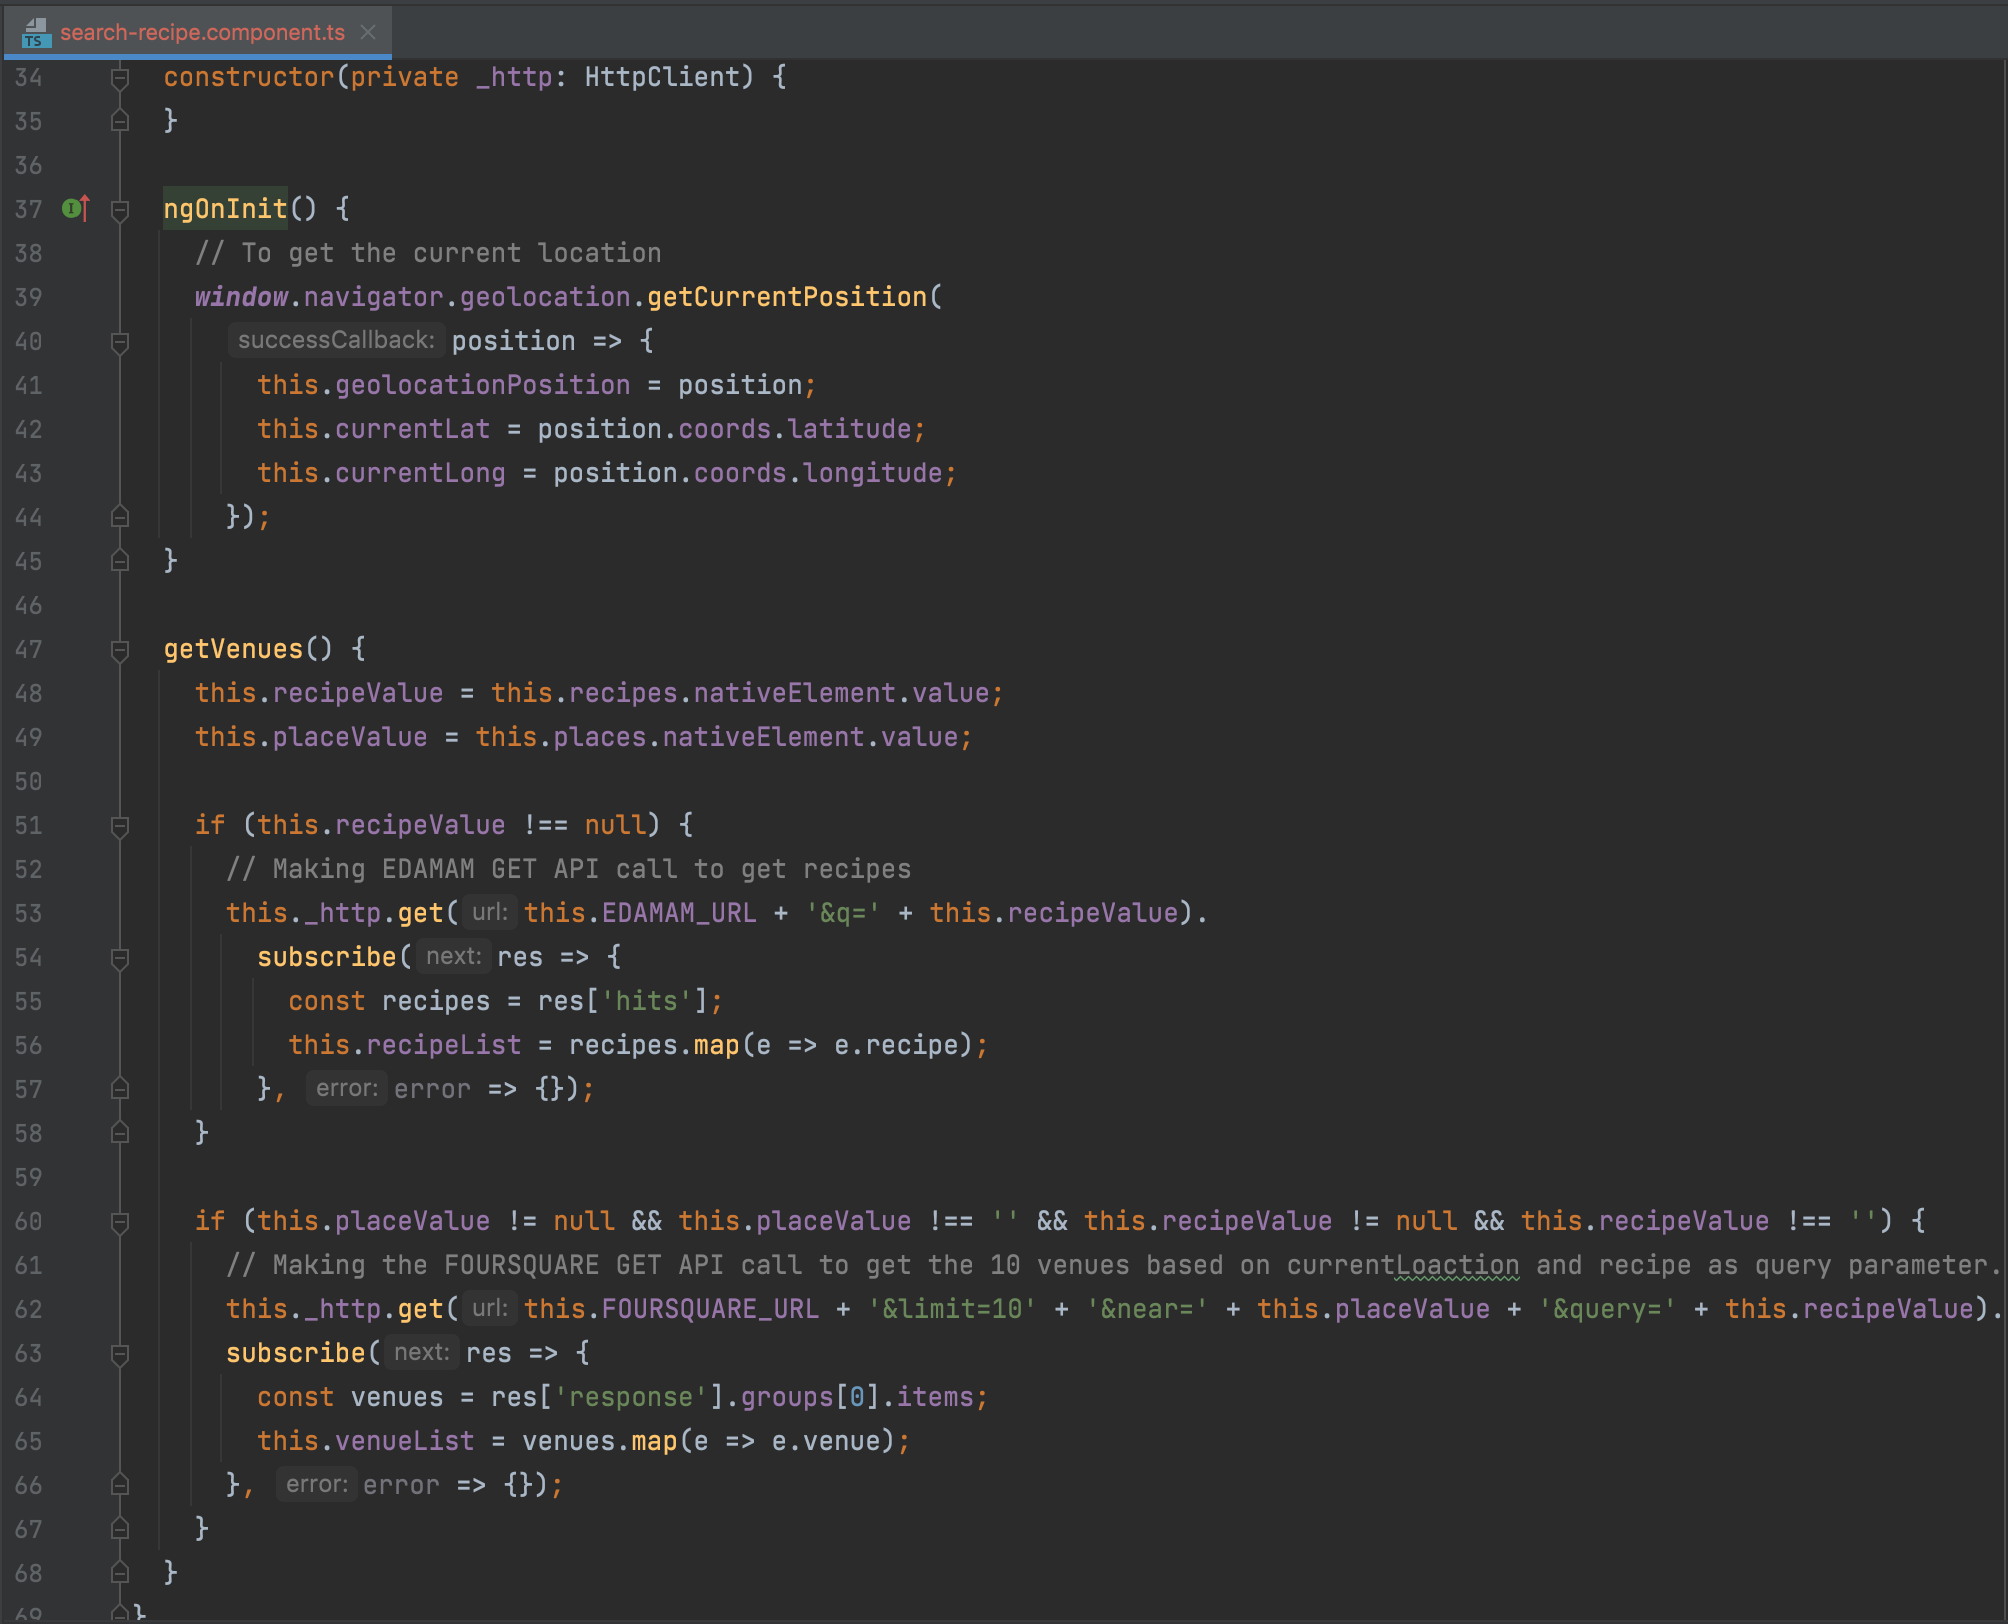 search-recipe.component.ts
34 constructor(private _http: HttpClient) {
35 }
36
37 ngOnInit() {
38 // To get the current location
39 window.navigator.geolocation.getCurrentPosition(
40 successCallback: position => {
41 this.geolocationPosition = position;
42 this.currentLat = position.coords.latitude;
43 this.currentLong = position.coords.longitude;
44 });
45 }
46
47 getVenues() {
48 this.recipeValue = this.recipes.nativeElement.value;
49 this.placeValue = this.places.nativeElement.value;
50
51 if (this.recipeValue !== null) {
52 // Making EDAMAM GET API call to get recipes
53 this._http.get( url: this.EDAMAM_URL + '&q=' + this.recipeValue).
54 subscribe( next: res => {
55 const recipes = res['hits'];
56 this.recipeList = recipes.map(e => e.recipe);
57 }, error: error => {});
58 }
59
60 if (this.placeValue != null && this.placeValue !== '' && this.recipeValue != null && this.recipeValue !== '') {
61 // Making the FOURSQUARE GET API call to get the 10 venues based on currentLoaction and recipe as query parameter.
62 this._http.get( url: this.FOURSQUARE_URL + '&limit=10' + '&near=' + this.placeValue + '&query=' + this.recipeValue).
63 subscribe( next: res => {
64 const venues = res['response'].groups[0].items;
65 this.venueList = venues.map(e => e.venue);
66 }, error: error => {});
67 }
68 }
69 }